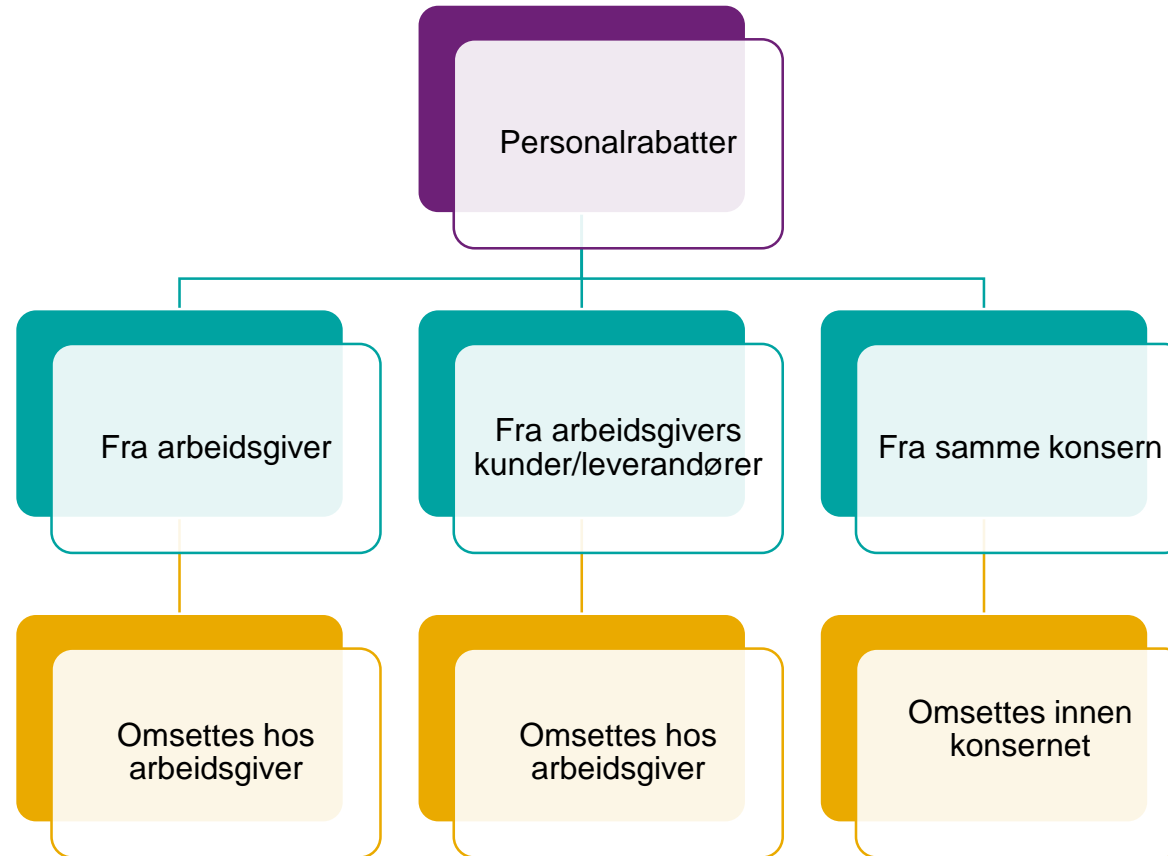 Personalrabatter
Fra arbeidsgiver
Fra arbeidsgivers
kunder/leverandører
Fra samme konsern
Omsettes hos
arbeidsgiver
Omsettes hos
arbeidsgiver
Omsettes innen
konsernet